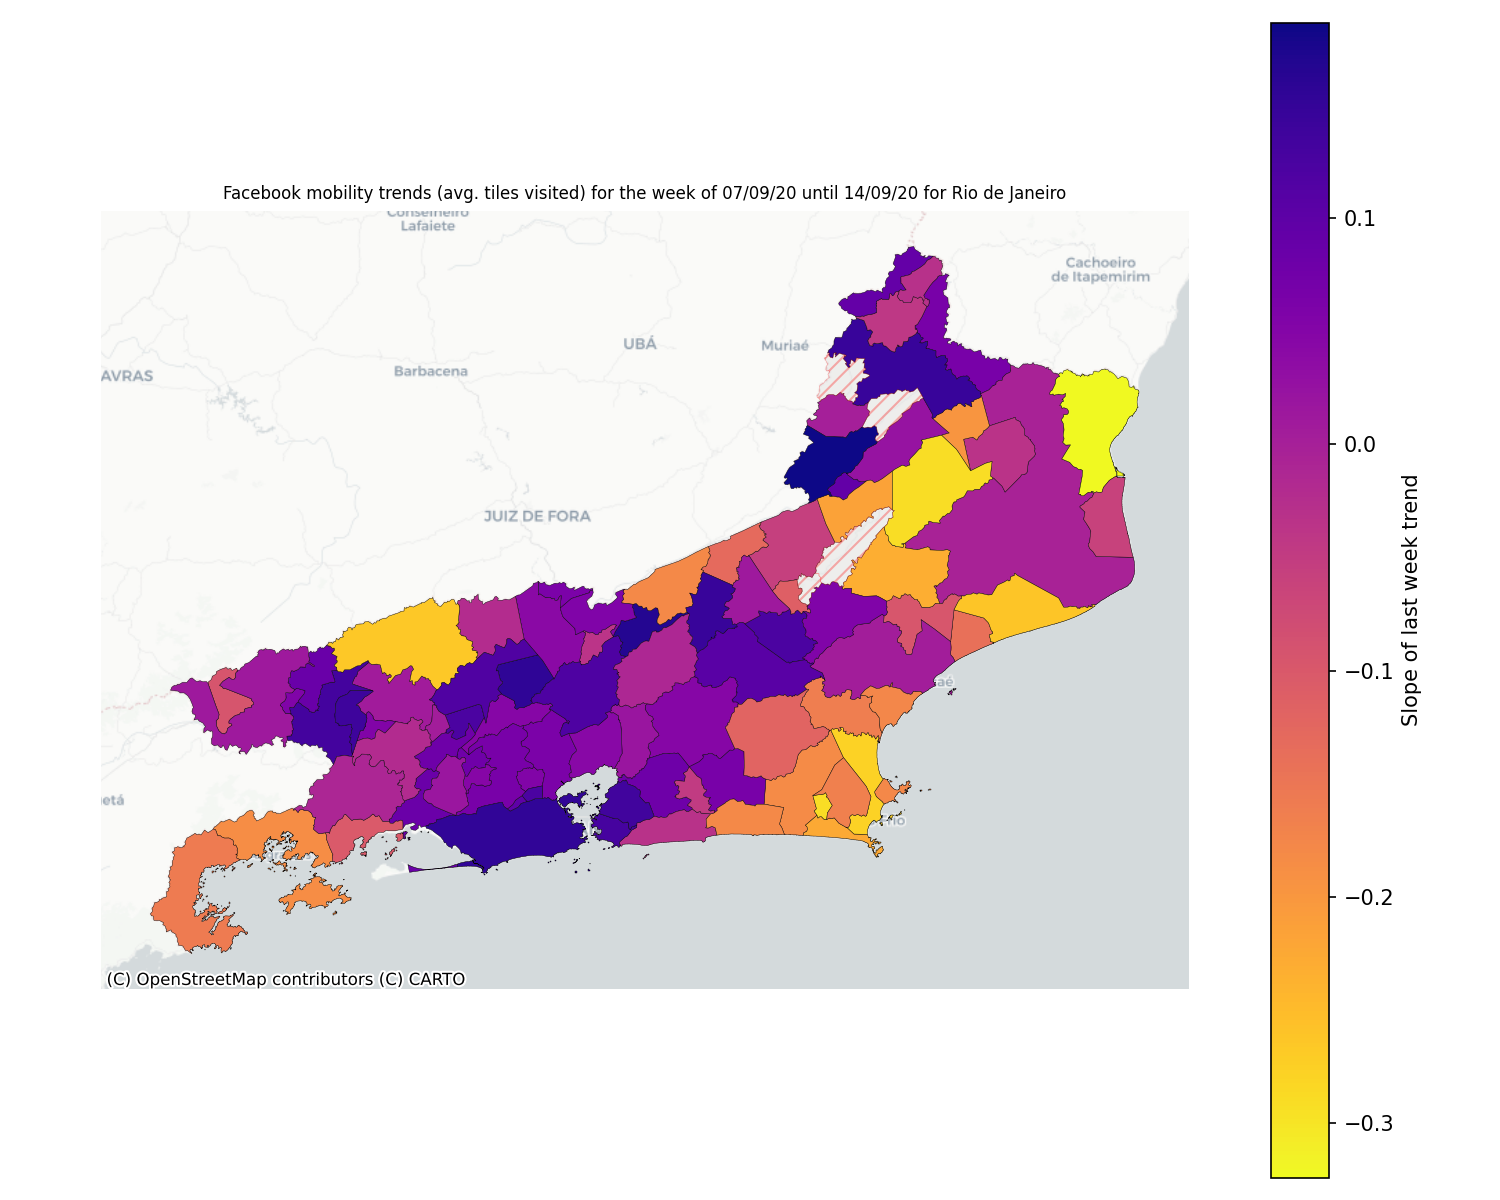 Facebook mobility trends (avg. tiles visited) for the week of 07/09/20 until 14/09/20 for Rio de Janeiro
Conselheiro
Lafaiete
Cachoeiro
de Itapemirim
UBÁ
Muriaé
AVRAS
Barbacena
JUIZ DE FORA
aé
etá
rio
(C) OpenStreetMap contributors (C) CARTO
0.1
0.0
−0.1
−0.2
−0.3
Slope of last week trend